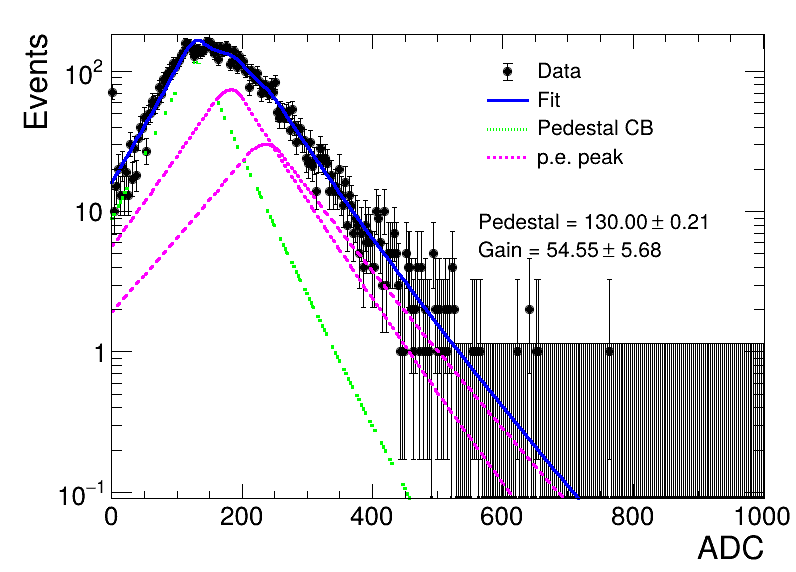 Events
10²
10
1
10⁻¹
Data
Fit
Pedestal CB
p.e. peak
Pedestal = 130.00 ± 0.21
Gain = 54.55 ± 5.68
0 200 400 600 800 1000
ADC